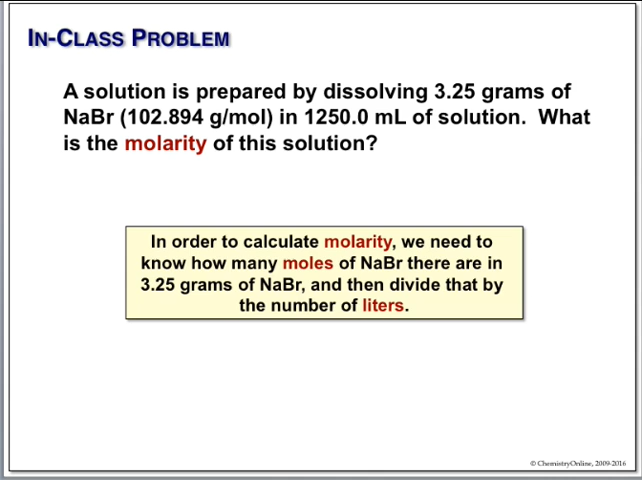 IN-CLASS PROBLEM
A solution is prepared by dissolving 3.25 grams of
NaBr (102.894 g/mol) in 1250.0 mL of solution.  What
is the molarity of this solution?
In order to calculate molarity, we need to
know how many moles of NaBr there are in
3.25 grams of NaBr, and then divide that by
the number of liters.
© ChemistryOnline, 2009-2016